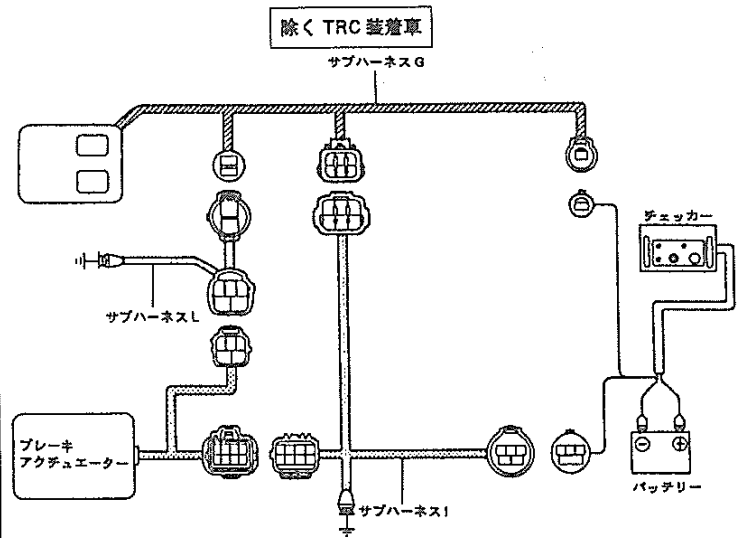 除く TRC 装着車
サブハーネス G
チェッカー
サブハーネス L
ブレーキ
アクチュエーター
サブハーネス I
バッテリー